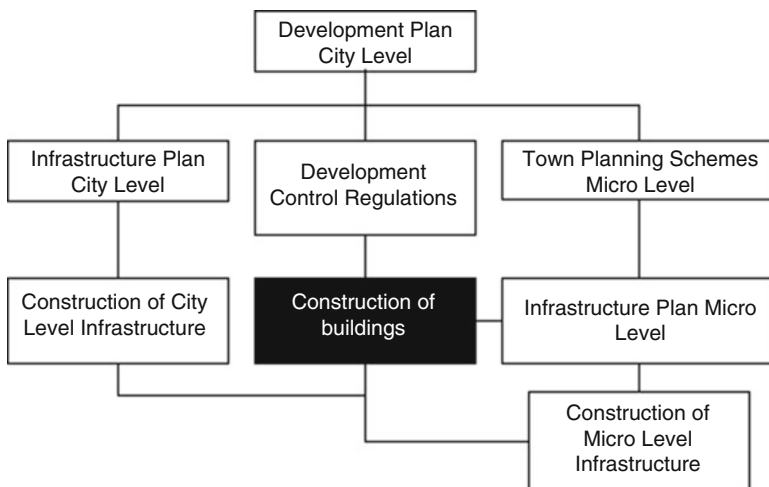 Development Plan
City Level
Infrastructure Plan
City Level
Development
Control Regulations
Town Planning Schemes
Micro Level
Construction of City
Level Infrastructure
Construction of
buildings
Infrastructure Plan Micro
Level
Construction of
Micro Level
Infrastructure